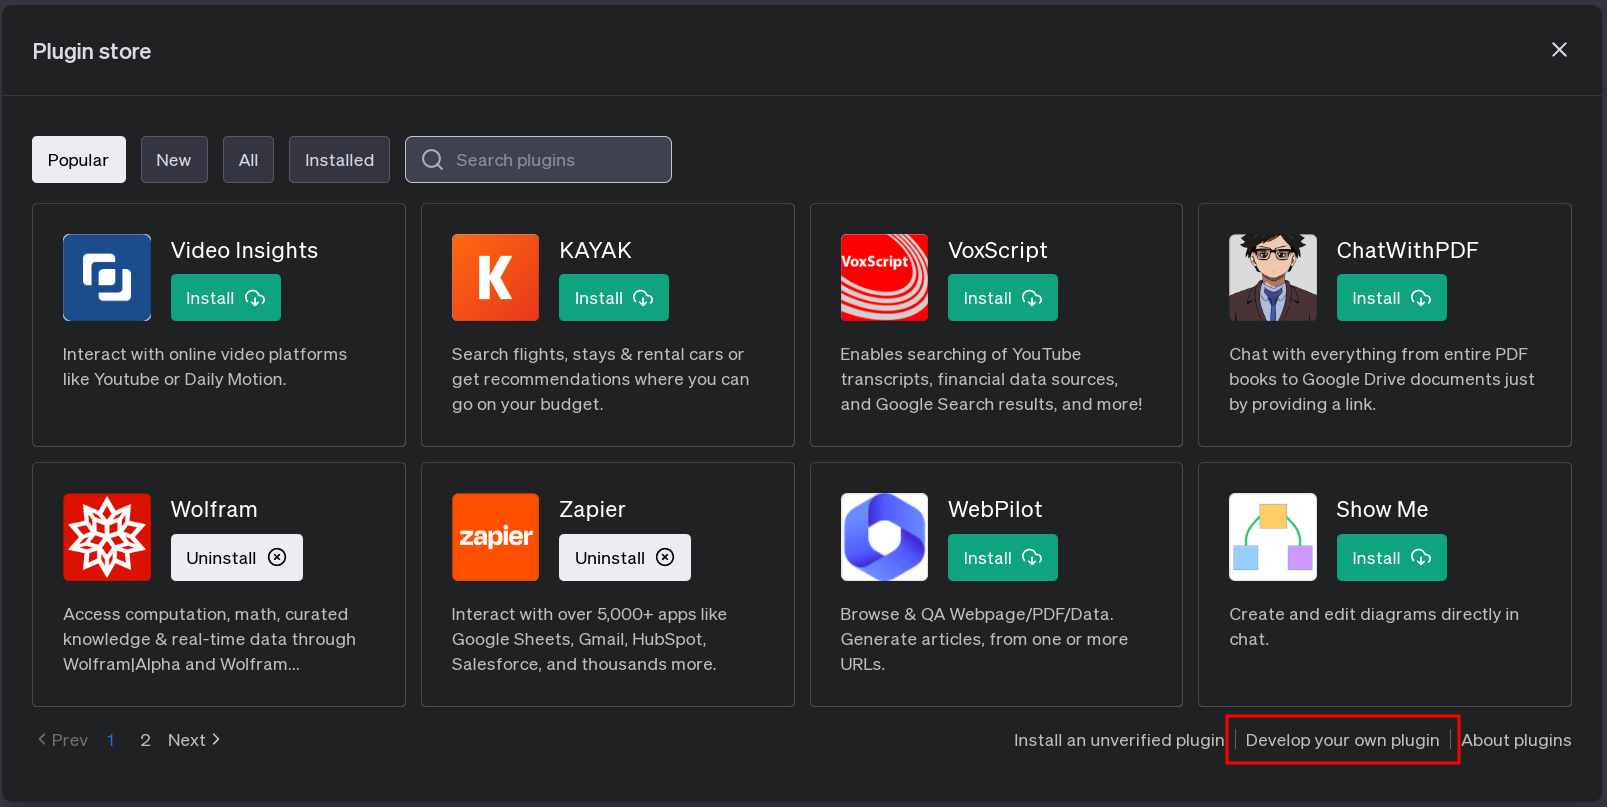 Plugin store
Popular
New
All
Installed
Search plugins
Video Insights
Install
Interact with online video platforms
like Youtube or Daily Motion.
K
KAYAK
Install
Search flights, stays & rental cars or
get recommendations where you can
go on your budget.
VoxScript
VoxScript
Install
Enables searching of YouTube
transcripts, financial data sources,
and Google Search results, and more!
ChatWithPDF
Install
Chat with everything from entire PDF
books to Google Drive documents just
by providing a link.
Wolfram
Uninstall
Access computation, math, curated
knowledge & real-time data through
Wolfram|Alpha and Wolfram...
zapier
Zapier
Uninstall
Interact with over 5,000+ apps like
Google Sheets, Gmail, HubSpot,
Salesforce, and thousands more.
WebPilot
Install
Browse & QA Webpage/PDF/Data.
Generate articles, from one or more
URLs.
Show Me
Install
Create and edit diagrams directly in
chat.
Prev 1 2 Next
Install an unverified plugin | Develop your own plugin | About plugins